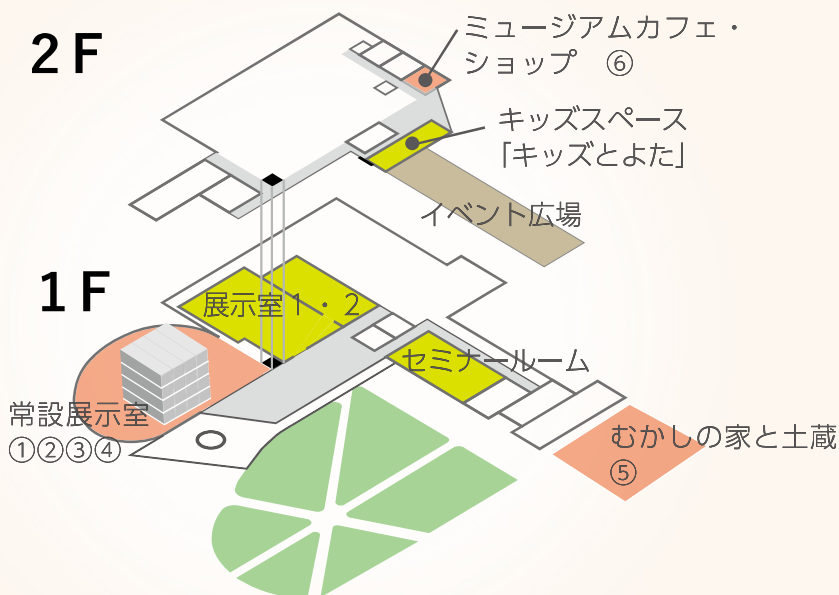 2F
ミュージアムカフェ・
ショップ　⑥
キッズスペース
「キッズとよた」
イベント広場
1F
展示室1・2
セミナールーム
常設展示室
①②③④
むかしの家と土蔵
⑤